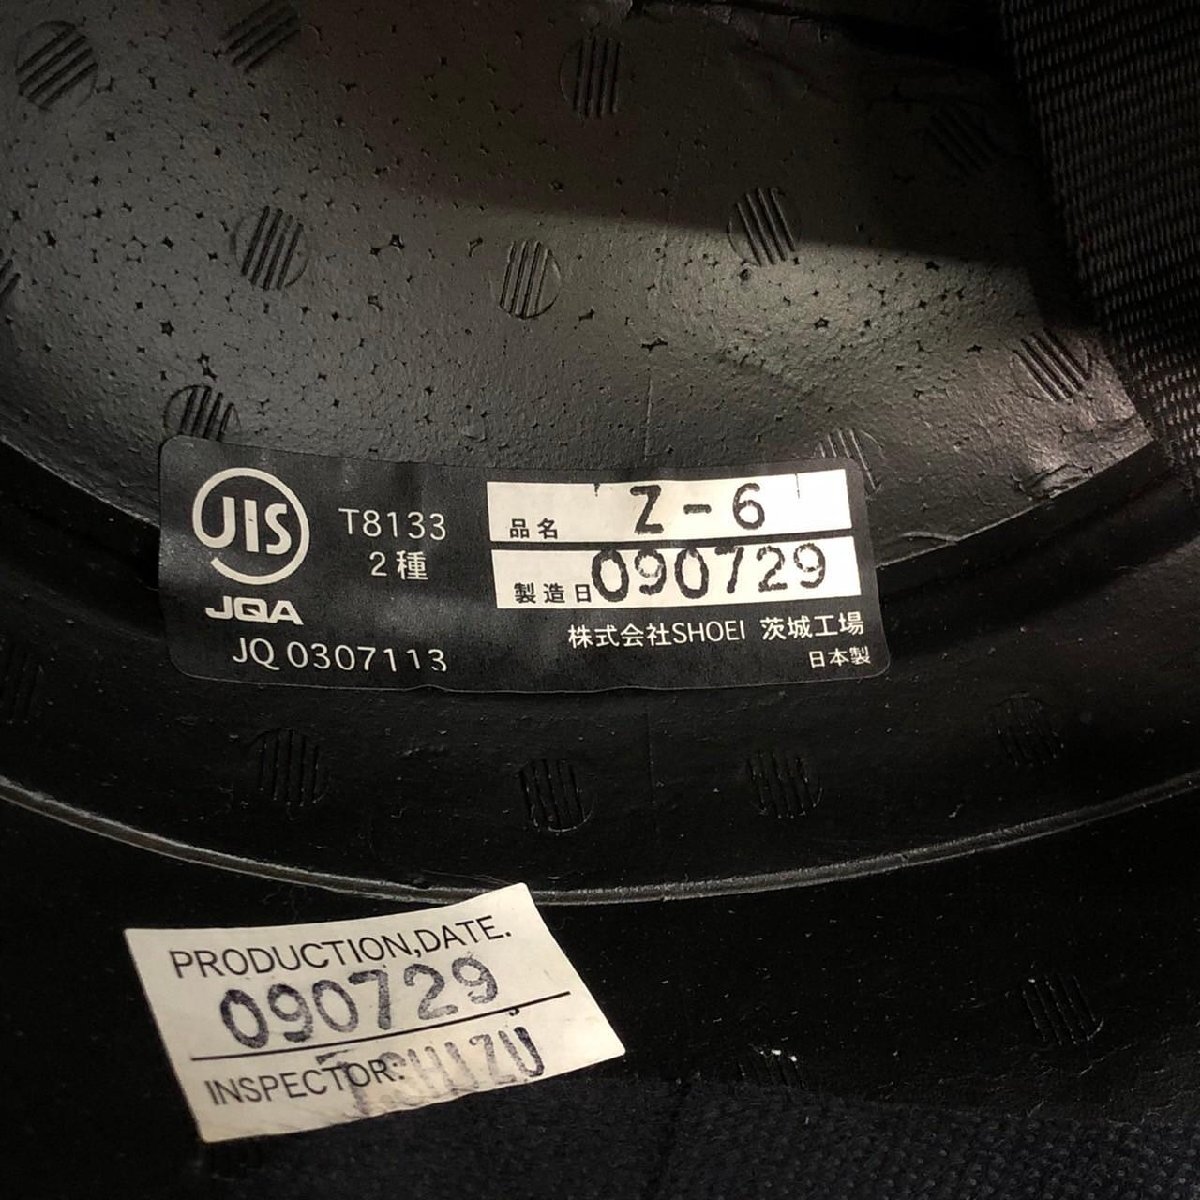 JIS
T8133
2種
JQA
JQ 0307113
品名 Z-6
製造日 090729
株式会社SHOEI 茨城工場
日本製
PRODUCTION,DATE.
090729
INSPECTOR: